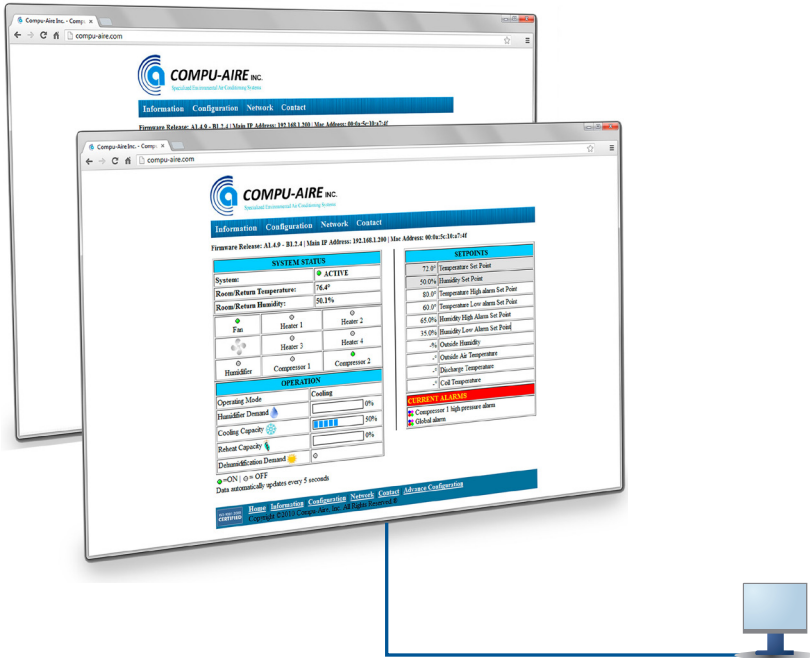 Compu-Aire Inc. - Compu
compu-aire.com
COMPU-AIRE INC.
Specialized Environmental Air Conditioning Systems
Information Configuration Network Contact
Firmware Release: A1.4.9 - B1.2.4 | Main IP Address: 192.168.1.200 | Mac Address: 00:0a:5c:10:a7:4f
Compu-Aire Inc. - Compu
compu-aire.com
COMPU-AIRE INC.
Specialized Environmental Air Conditioning Systems
Information Configuration Network Contact
Firmware Release: A1.4.9 - B1.2.4 | Main IP Address: 192.168.1.200 | Mac Address: 00:0a:5c:10:a7:4f
SYSTEM STATUS
System: ACTIVE
Room/Return Temperature: 76.4°
Room/Return Humidity: 50.1%
Fan Heater 1 Heater 2
Heater 3 Heater 4
Humidifier Compressor 1 Compressor 2
OPERATION
Operating Mode Cooling
Humidifier Demand 0%
Cooling Capacity 50%
Reheat Capacity 0%
Dehumidification Demand
=ON | = OFF
Data automatically updates every 5 seconds
SETPOINTS
72.0° Temperature Set Point
50.0% Humidity Set Point
80.0° Temperature High alarm Set Point
60.0° Temperature Low alarm Set Point
65.0% Humidity High Alarm Set Point
35.0% Humidity Low Alarm Set Point
-% Outside Humidity
-° Outside Air Temperature
-° Discharge Temperature
-° Coil Temperature
CURRENT ALARMS
Compressor 1 high pressure alarm
Global alarm
CERTIFIED
Home Information Configuration Network Contact Advance Configuration
Copyright ©2010 Compu-Aire, Inc. All Rights Reserved ®